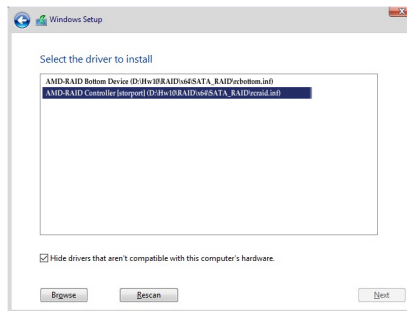 Windows Setup
Select the driver to install
AMD-RAID Bottom Device (D:\Hw10\RAID\x64\SATA_RAID\rcbottom.inf)
AMD-RAID Controller [storport] (D:\Hw10\RAID\x64\SATA_RAID\rcraid.inf)
Hide drivers that aren't compatible with this computer's hardware.
Browse
Rescan
Next